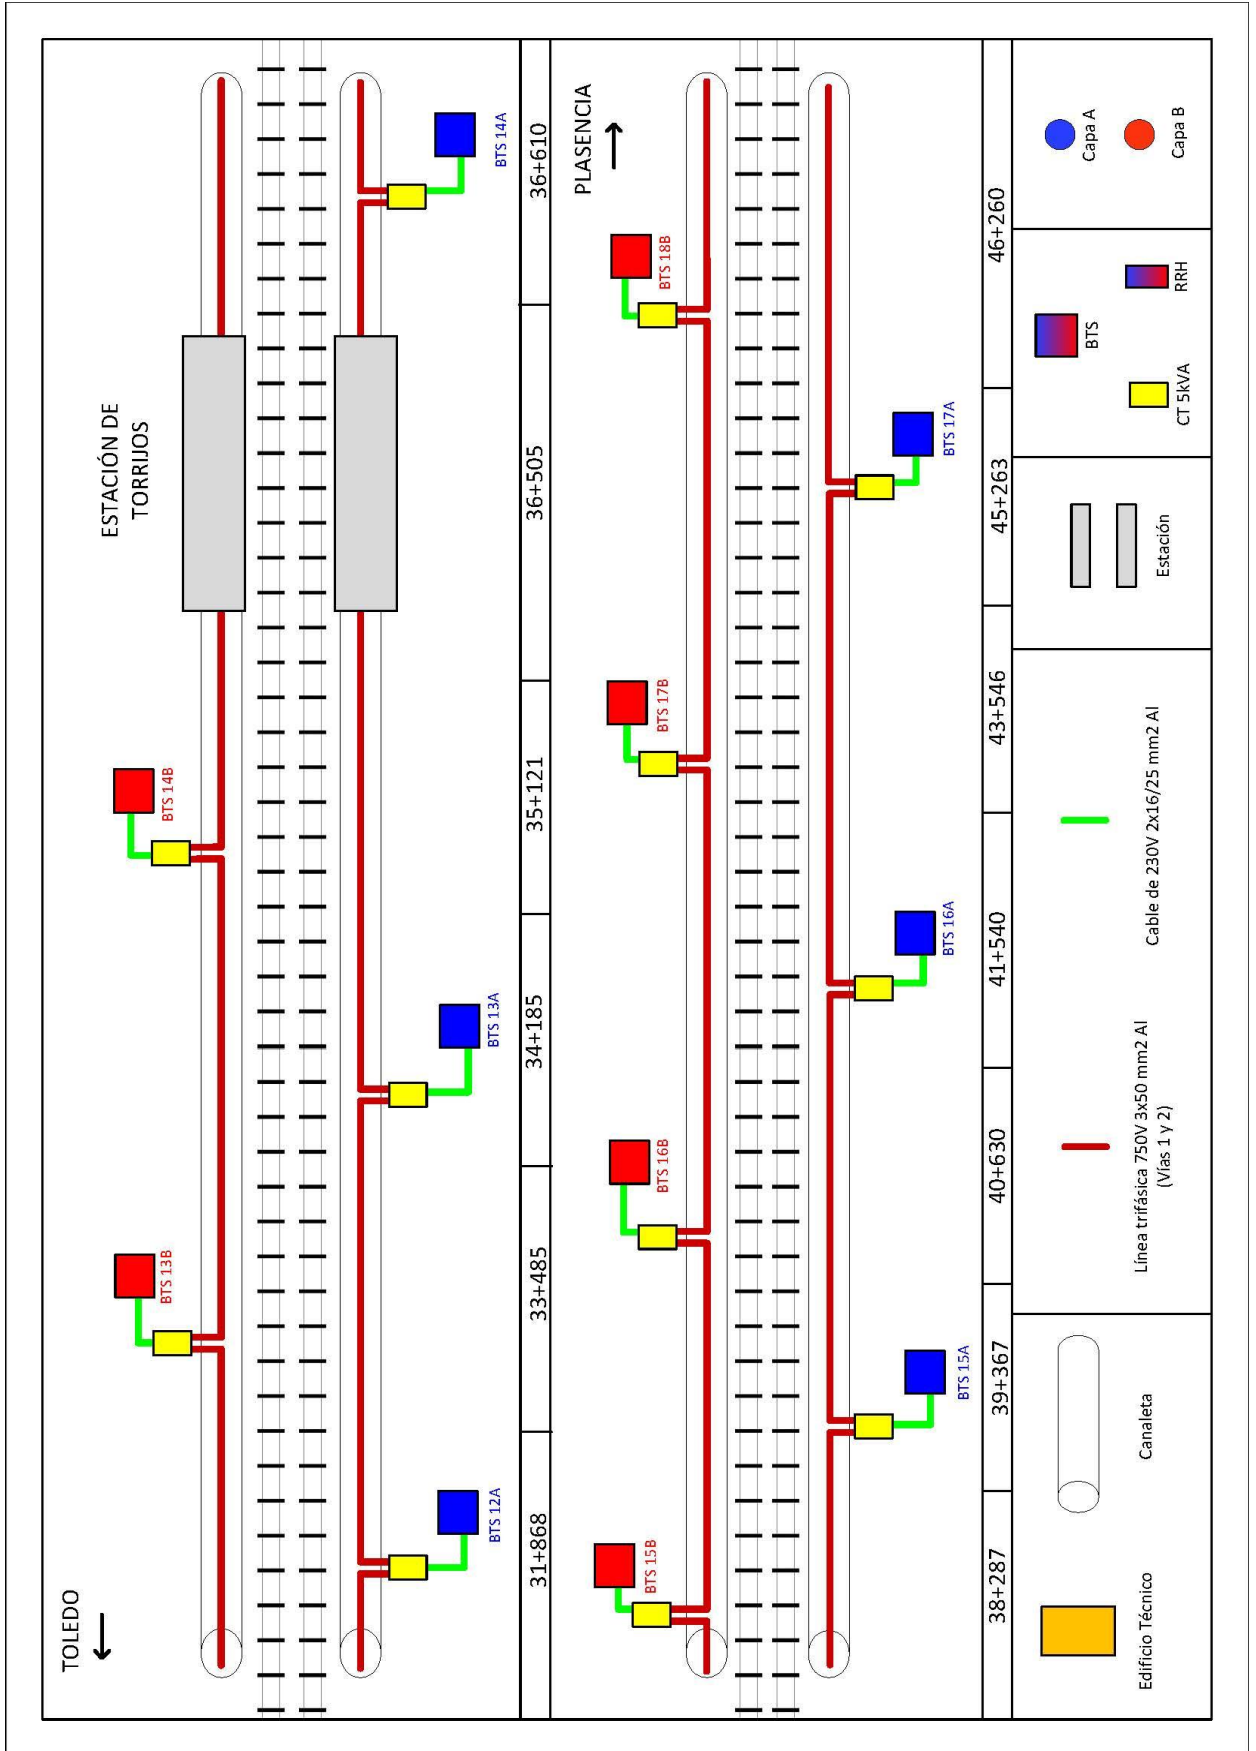 TOLEDO
ESTACIÓN DE
TORRIJOS
BTS 13B
BTS 14B
BTS 12A
BTS 13A
BTS 14A
31+868
33+485
34+185
35+121
36+505
36+610
PLASENCIA
BTS 15B
BTS 16B
BTS 17B
BTS 18B
BTS 15A
BTS 16A
BTS 17A
38+287
39+367
40+630
41+540
43+546
45+263
46+260
Edificio Técnico
Canaleta
Línea trifásica 750V 3x50 mm2 Al
(Vías 1 y 2)
Cable de 230V 2x16/25 mm2 Al
Estación
BTS
CT 5kVA
RRH
Capa A
Capa B